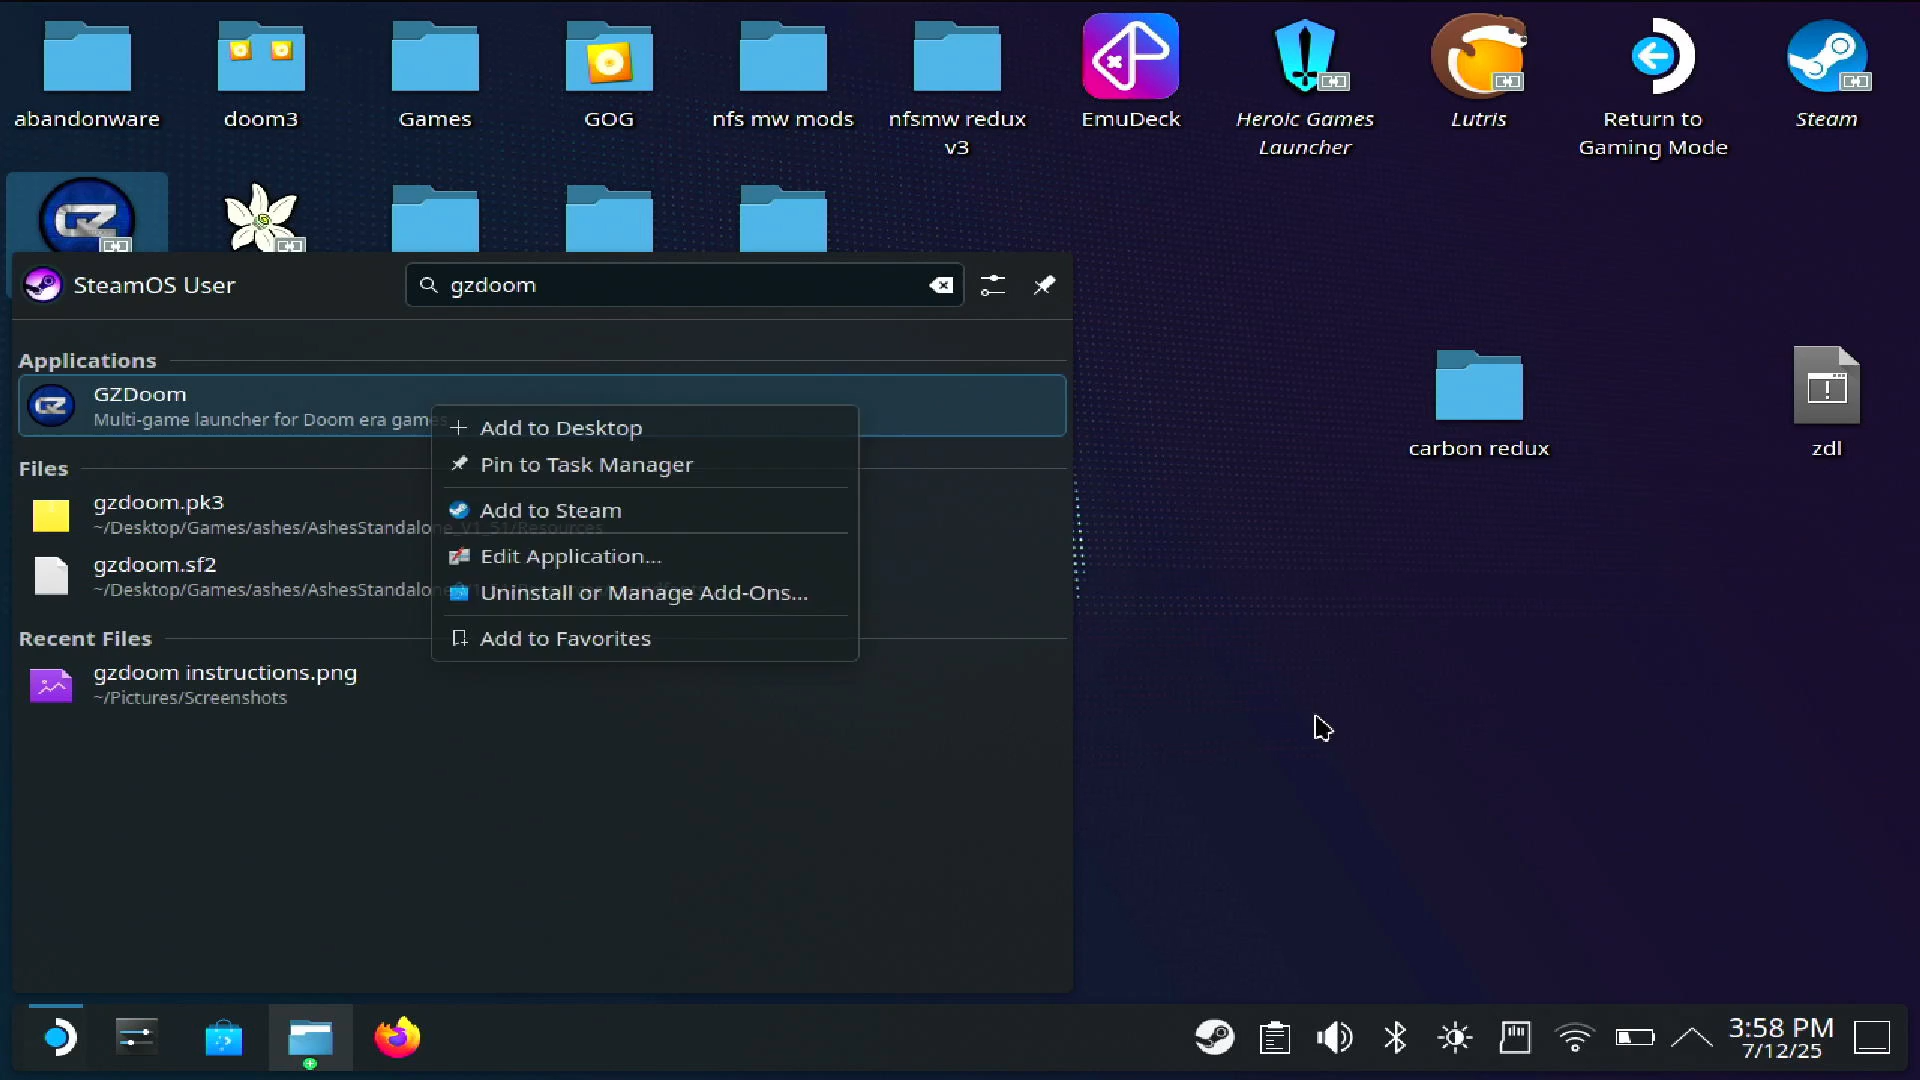 abandonware
doom3
Games
GOG
nfs mw mods
nfsmw redux
v3
EmuDeck
Heroic Games
Launcher
Lutris
Return to
Gaming Mode
Steam
GZ
SteamOS User
gzdoom
Applications
GZ
GZDoom
Multi-game launcher for Doom era games
Add to Desktop
Pin to Task Manager
Add to Steam
Edit Application...
Uninstall or Manage Add-Ons...
Add to Favorites
Files
gzdoom.pk3
~/Desktop/Games/ashes/AshesStandalone_V1_51/Resources
gzdoom.sf2
~/Desktop/Games/ashes/AshesStandalone
Recent Files
gzdoom instructions.png
~/Pictures/Screenshots
carbon redux
zdl
3:58 PM
7/12/25